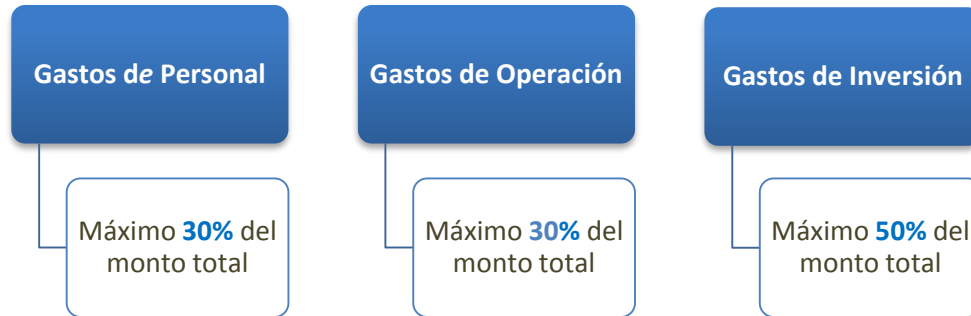 Gastos de Personal
Gastos de Operación
Gastos de Inversión
Máximo 30% del
monto total
Máximo 30% del
monto total
Máximo 50% del
monto total